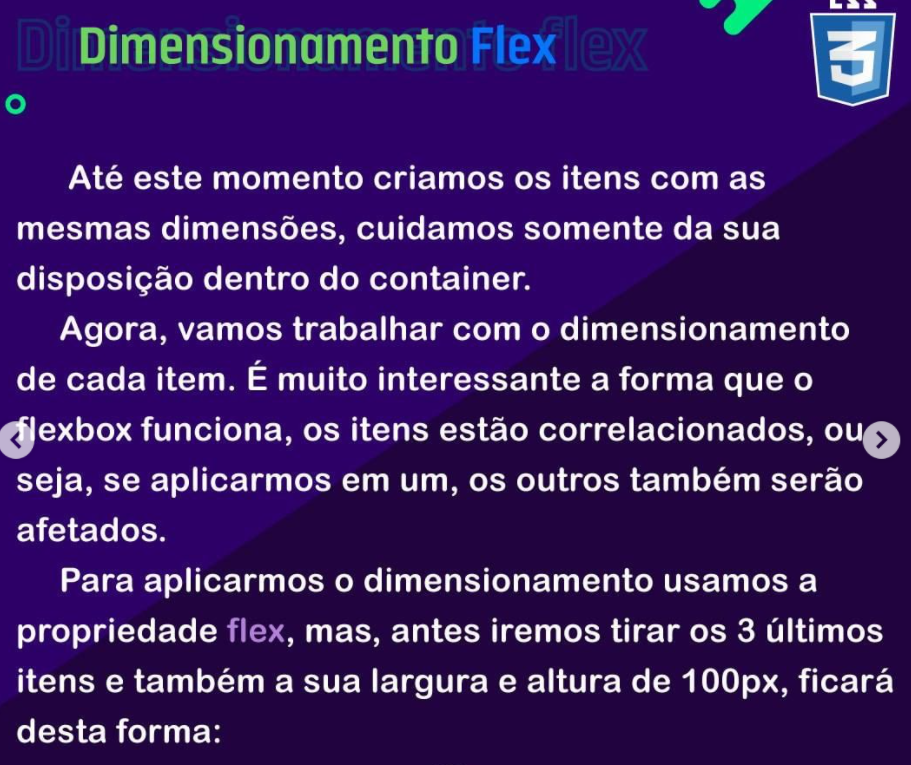 Dimensionamento Flex
CSS
3
Até este momento criamos os itens com as
mesmas dimensões, cuidamos somente da sua
disposição dentro do container.
Agora, vamos trabalhar com o dimensionamento
de cada item. É muito interessante a forma que o
flexbox funciona, os itens estão correlacionados, ou
seja, se aplicarmos em um, os outros também serão
afetados.
Para aplicarmos o dimensionamento usamos a
propriedade flex, mas, antes iremos tirar os 3 últimos
itens e também a sua largura e altura de 100px, ficará
desta forma: